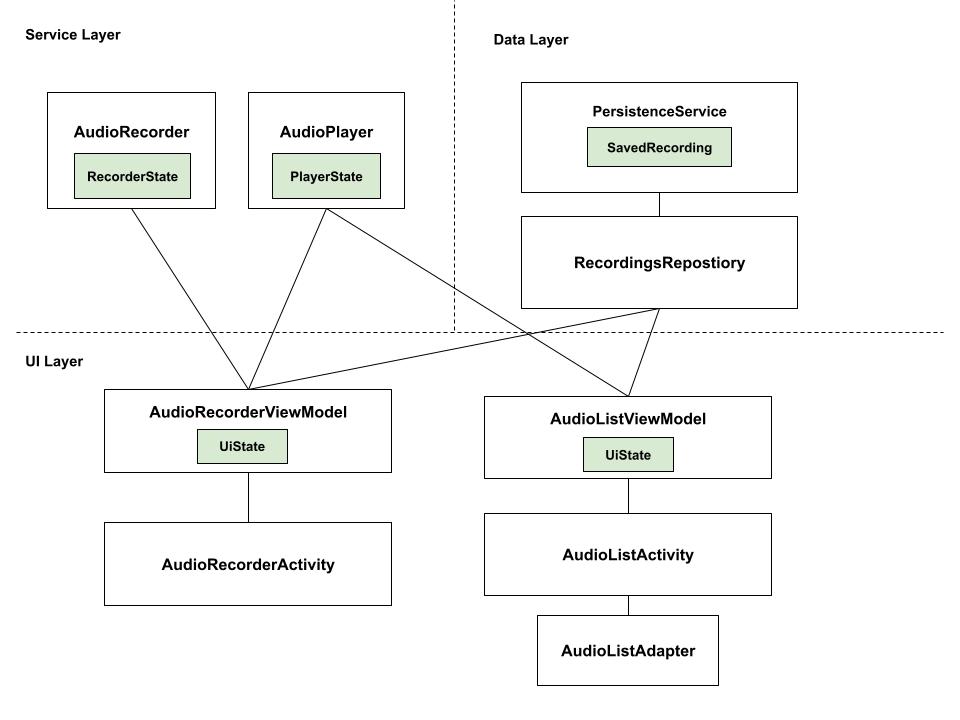 Service Layer
Data Layer
AudioRecorder
RecorderState
AudioPlayer
PlayerState
PersistenceService
SavedRecording
RecordingsRepostiory
UI Layer
AudioRecorderViewModel
UiState
AudioListViewModel
UiState
AudioRecorderActivity
AudioListActivity
AudioListAdapter